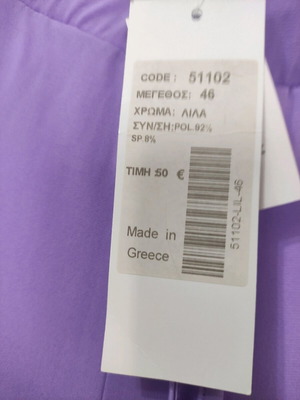 CODE : 51102
ΜΕΓΕΘΟΣ: 46
ΧΡΩΜΑ: ΛΙΛΑ
ΣΥΝ/ΣΗ:POL.92%
SP.8%
ΤΙΜΗ :50 €
Made in
Greece
51102-LIL-46